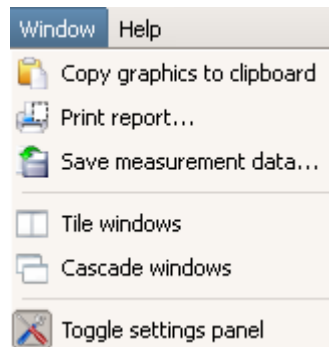 Window Help
Copy graphics to clipboard
Print report...
Save measurement data...
Tile windows
Cascade windows
Toggle settings panel